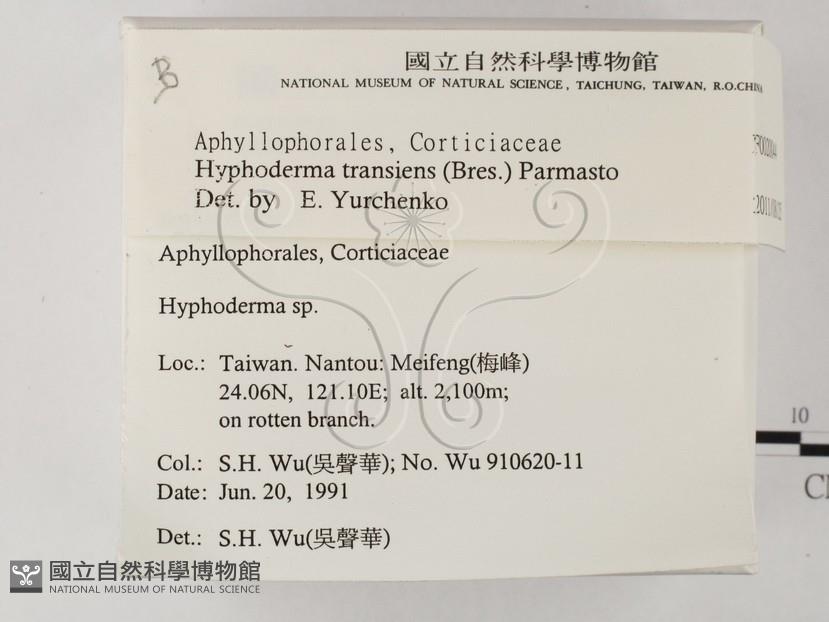 B
國立自然科學博物館
NATIONAL MUSEUM OF NATURAL SCIENCE, TAICHUNG, TAIWAN, R.O.CHINA
Aphyllophorales, Corticiaceae
Hyphoderma transiens (Bres.) Parmasto
Det. by E. Yurchenko
Aphyllophorales, Corticiaceae
Hyphoderma sp.
Loc.: Taiwan. Nantou: Meifeng(梅峰)
24.06N, 121.10E; alt. 2,100m;
on rotten branch.
Col.: S.H. Wu(吳聲華); No. Wu 910620-11
Date: Jun. 20, 1991
Det.: S.H. Wu(吳聲華)
10
國立自然科學博物館
NATIONAL MUSEUM OF NATURAL SCIENCE